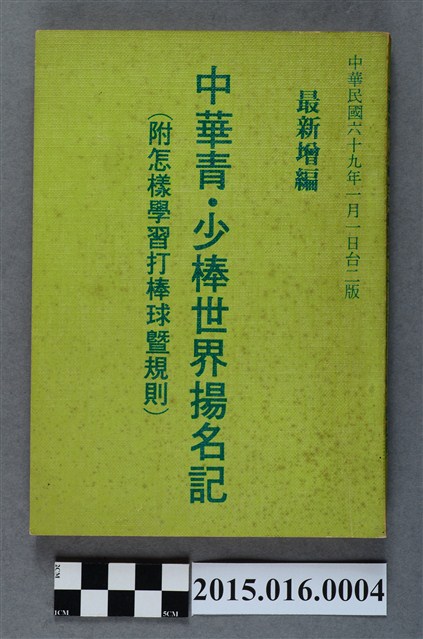 中華民國六十九年一月一日台二版
最新增編
中華青·少棒世界揚名記
（附怎樣學習打棒球暨規則）
2CM
1CM
5CM
2015.016.0004